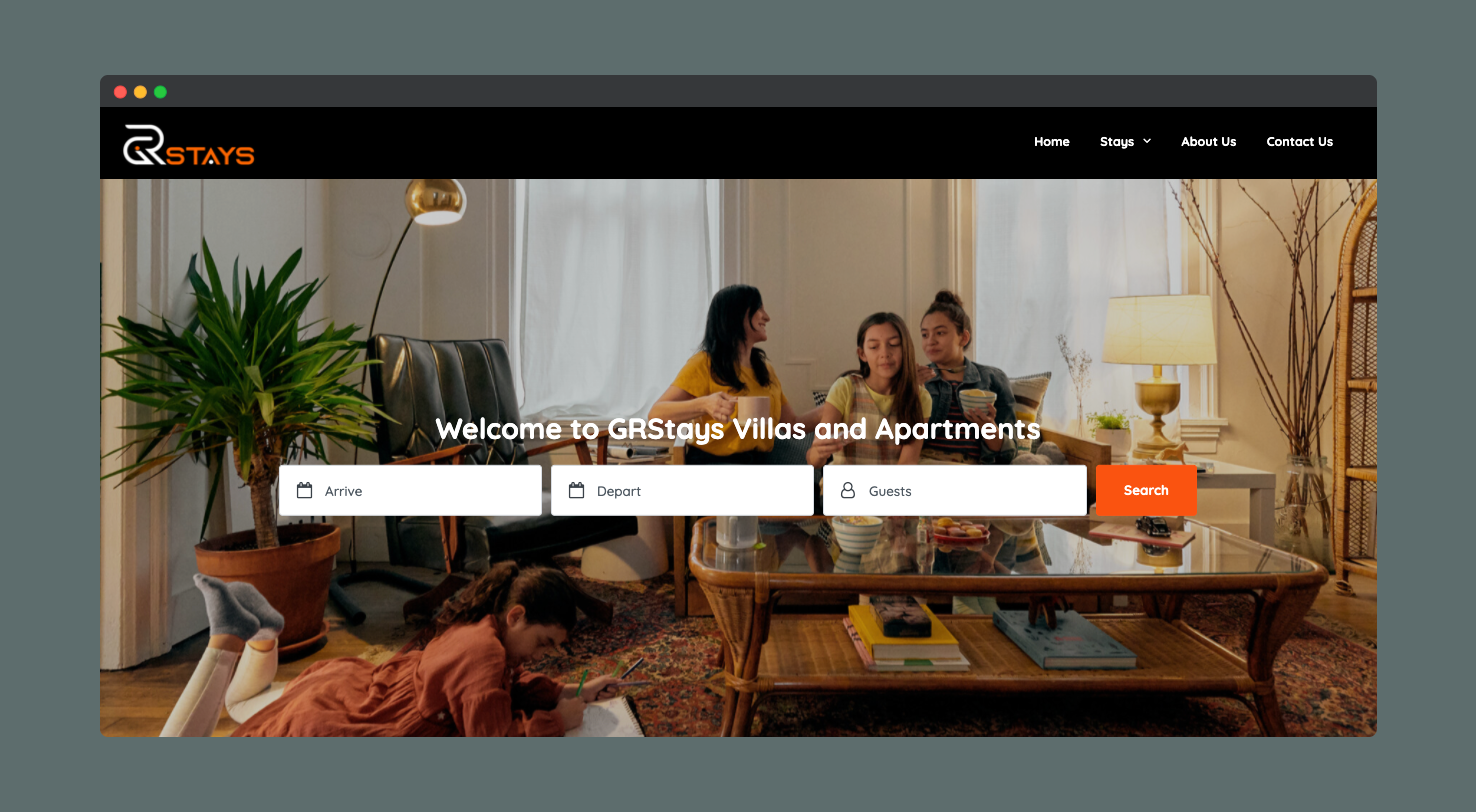 GRSTAYS
Home Stays About Us Contact Us
Welcome to GRStays Villas and Apartments
Arrive Depart Guests Search